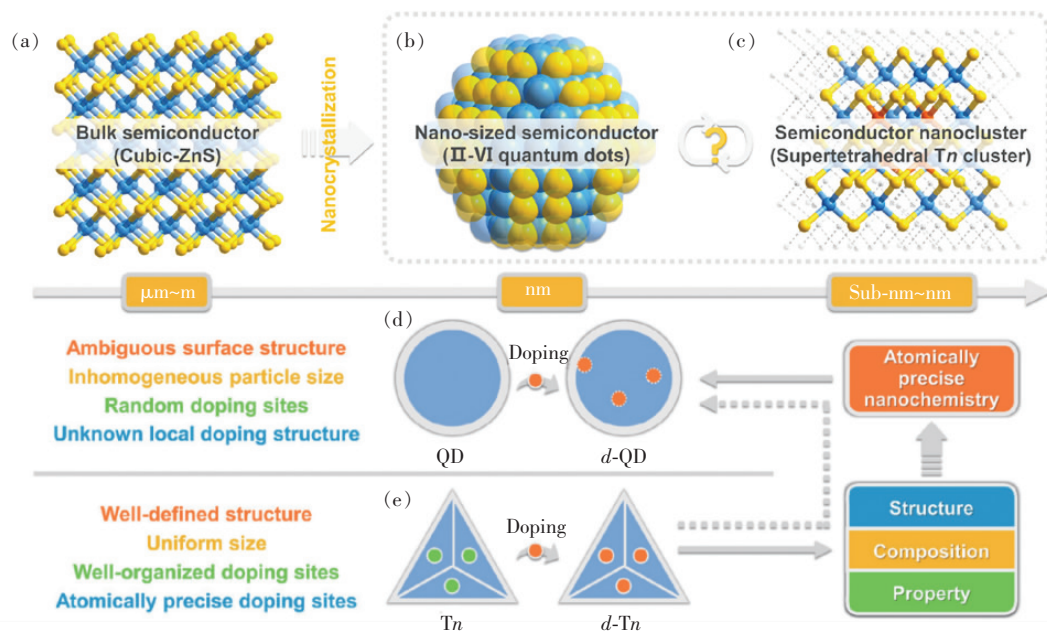 (a)
Bulk semiconductor
(Cubic-ZnS)
Nanocrystallization
(b)
Nano-sized semiconductor
(II-VI quantum dots)
?
(c)
Semiconductor nanocluster
(Supertetrahedral Tn cluster)
μm~m
nm
Sub-nm~nm
Ambiguous surface structure
Inhomogeneous particle size
Random doping sites
Unknown local doping structure
(d)
Doping
QD
d-QD
Atomically
precise
nanochemistry
Well-defined structure
Uniform size
Well-organized doping sites
Atomically precise doping sites
(e)
Doping
Tn
d-Tn
Structure
Composition
Property